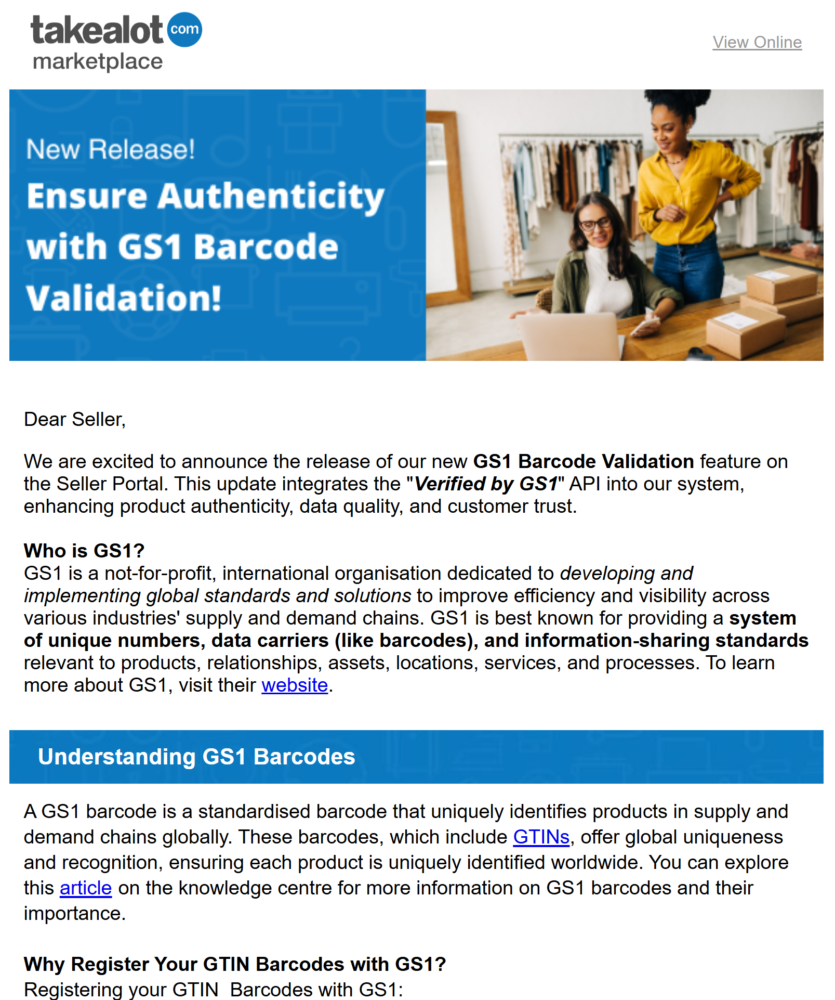 takealot com
marketplace
View Online
New Release!
Ensure Authenticity
with GS1 Barcode
Validation!
Dear Seller,
We are excited to announce the release of our new GS1 Barcode Validation feature on
the Seller Portal. This update integrates the "Verified by GS1" API into our system,
enhancing product authenticity, data quality, and customer trust.
Who is GS1?
GS1 is a not-for-profit, international organisation dedicated to developing and
implementing global standards and solutions to improve efficiency and visibility across
various industries' supply and demand chains. GS1 is best known for providing a system
of unique numbers, data carriers (like barcodes), and information-sharing standards
relevant to products, relationships, assets, locations, services, and processes. To learn
more about GS1, visit their website.
Understanding GS1 Barcodes
A GS1 barcode is a standardised barcode that uniquely identifies products in supply and
demand chains globally. These barcodes, which include GTINs, offer global uniqueness
and recognition, ensuring each product is uniquely identified worldwide. You can explore
this article on the knowledge centre for more information on GS1 barcodes and their
importance.
Why Register Your GTIN Barcodes with GS1?
Registering your GTIN  Barcodes with GS1: